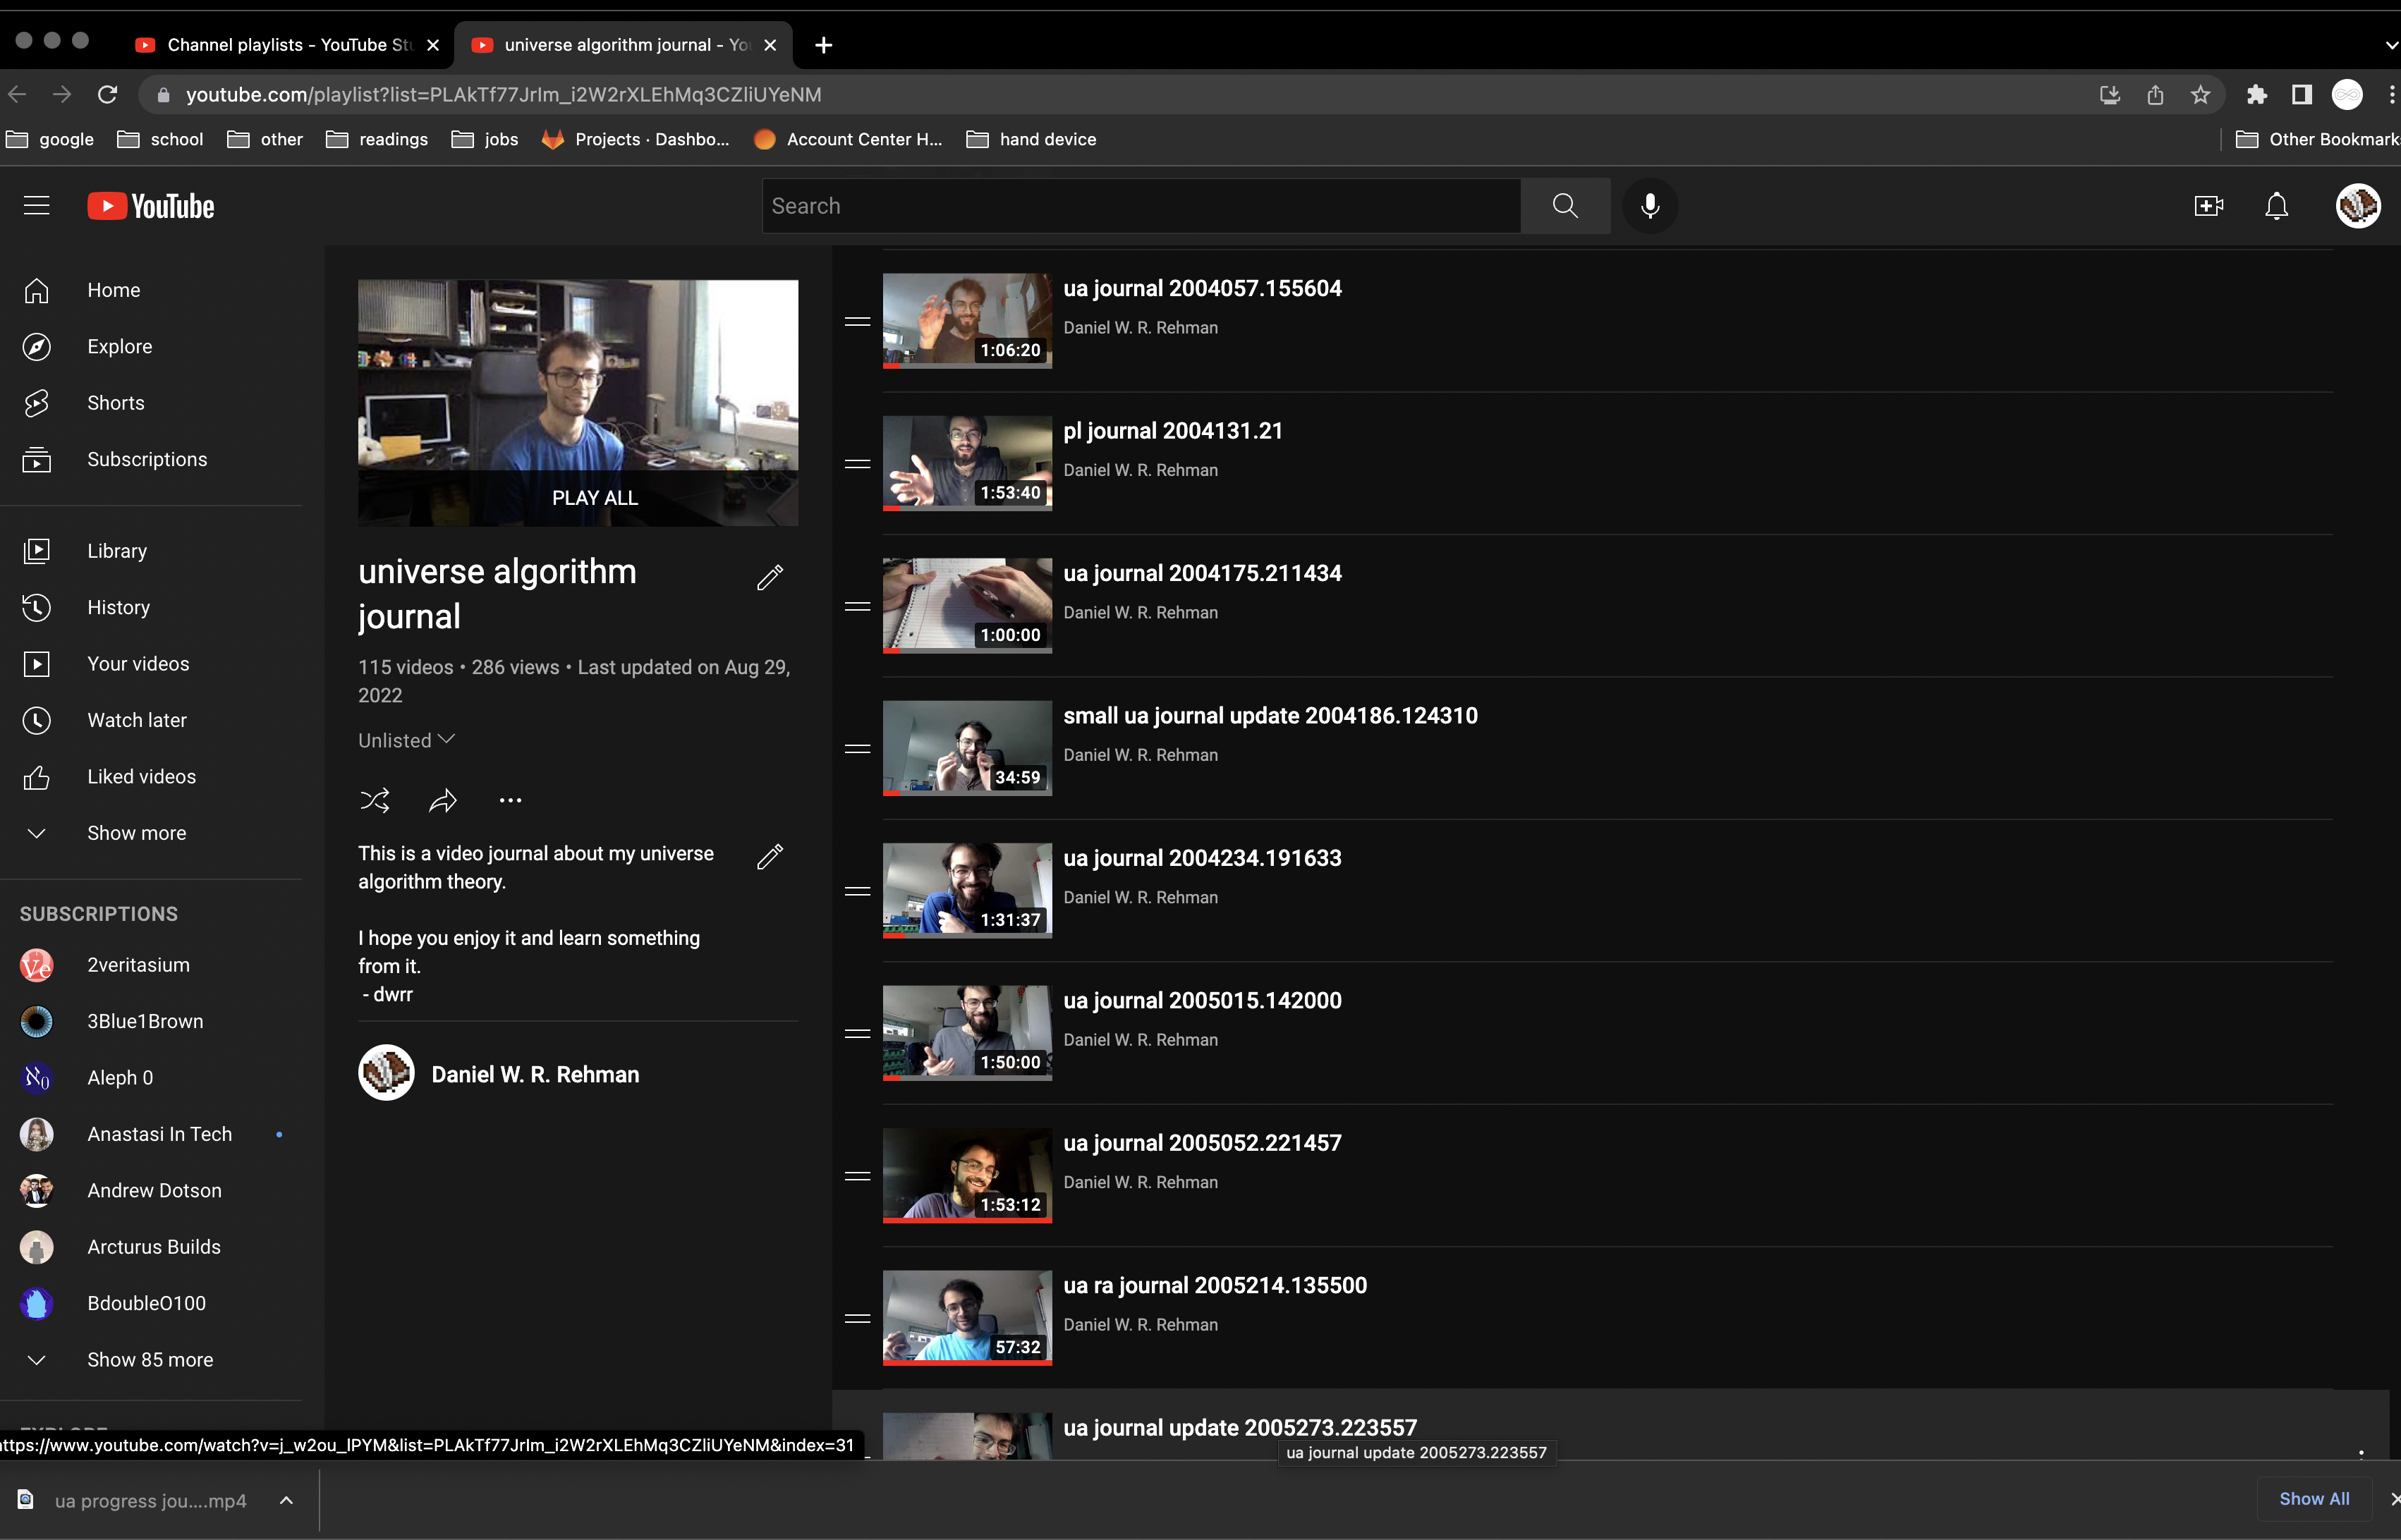 Channel playlists - YouTube Stu
universe algorithm journal - You
youtube.com/playlist?list=PLAkTf77JrIm_i2W2rXLEhMq3CZliUYeNM
google
school
other
readings
jobs
Projects · Dashbo...
Account Center H...
hand device
Other Bookmarks
YouTube
Search
Home
Explore
Shorts
Subscriptions
Library
History
Your videos
Watch later
Liked videos
Show more
SUBSCRIPTIONS
2veritasium
3Blue1Brown
Aleph 0
Anastasi In Tech
Andrew Dotson
Arcturus Builds
BdoubleO100
Show 85 more
EXPLORE
PLAY ALL
universe algorithm
journal
115 videos • 286 views • Last updated on Aug 29,
2022
Unlisted
This is a video journal about my universe
algorithm theory.
I hope you enjoy it and learn something
from it.
- dwrr
Daniel W. R. Rehman
ua journal 2004057.155604
Daniel W. R. Rehman
1:06:20
pl journal 2004131.21
Daniel W. R. Rehman
1:53:40
ua journal 2004175.211434
Daniel W. R. Rehman
1:00:00
small ua journal update 2004186.124310
Daniel W. R. Rehman
34:59
ua journal 2004234.191633
Daniel W. R. Rehman
1:31:37
ua journal 2005015.142000
Daniel W. R. Rehman
1:50:00
ua journal 2005052.221457
Daniel W. R. Rehman
1:53:12
ua ra journal 2005214.135500
Daniel W. R. Rehman
57:32
ua journal update 2005273.223557
ua journal update 2005273.223557
ttps://www.youtube.com/watch?v=j_w2ou_lPYM&list=PLAkTf77JrIm_i2W2rXLEhMq3CZliUYeNM&index=31
ua progress jou....mp4
Show All